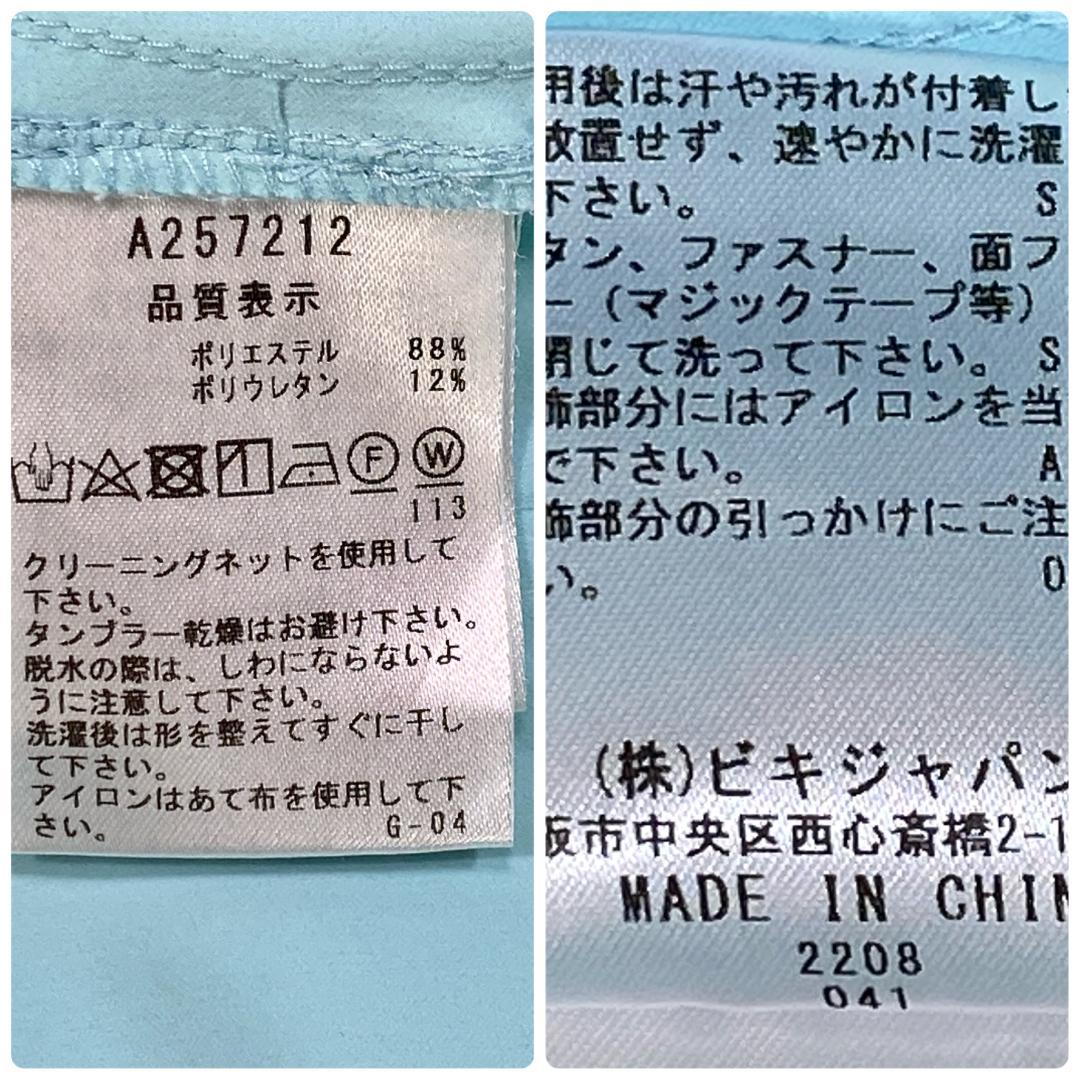 A257212
品質表示
ポリエステル 88%
ポリウレタン 12%
F W
113
クリーニングネットを使用して
下さい。
タンブラー乾燥はお避け下さい。
脱水の際は、しわにならないよ
うに注意して下さい。
洗濯後は形を整えてすぐに干し
て下さい。
アイロンはあて布を使用して下
さい。 G-04
用後は汗や汚れが付着し
放置せず、速やかに洗濯
下さい。 S
タン、ファスナー、面フ
ー（マジックテープ等）
閉じて洗って下さい。 S
飾部分にはアイロンを当
で下さい。 A
飾部分の引っかけにご注
い。 0
(株)ビキジャパン
阪市中央区西心斎橋2-1
MADE IN CHIN
2208
041